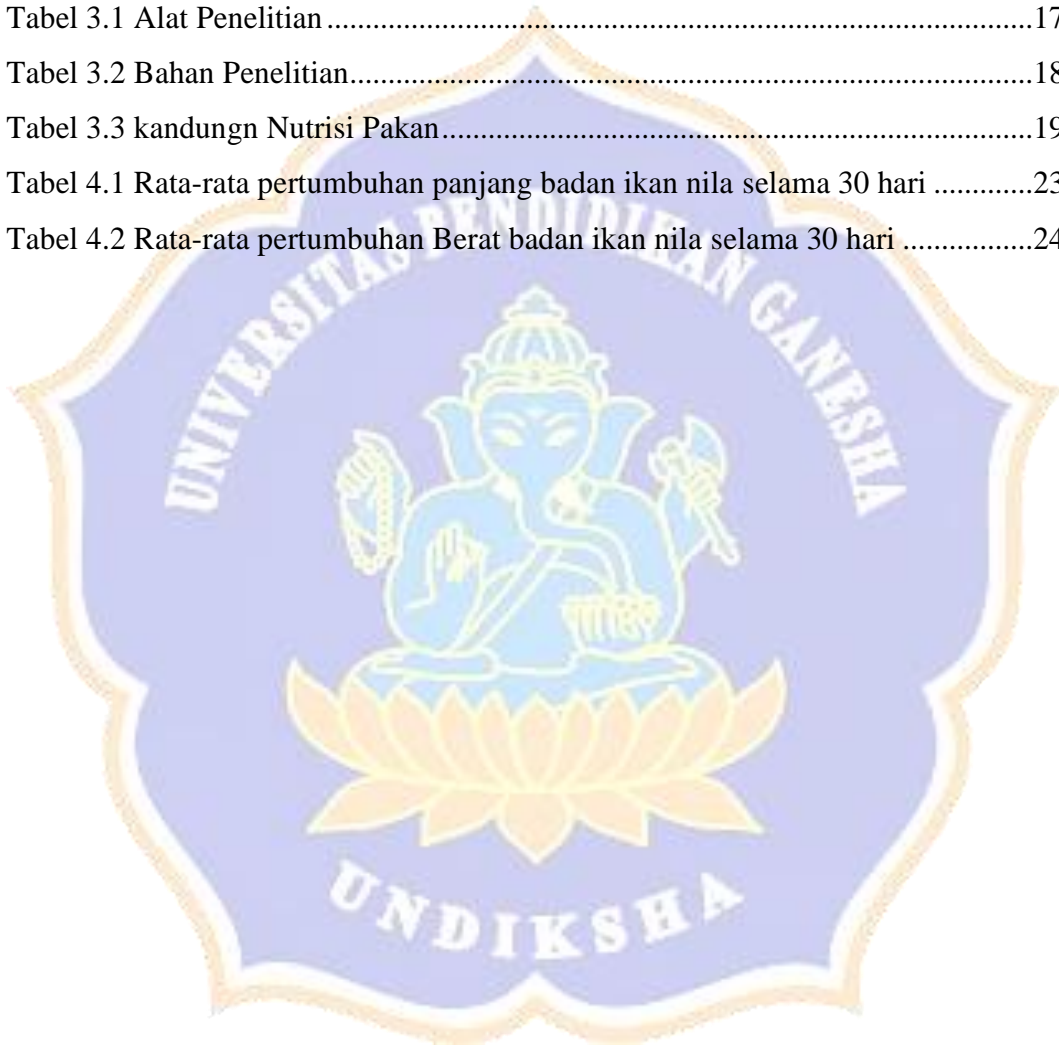 Tabel 3.1 Alat Penelitian ........................................................................................17
Tabel 3.2 Bahan Penelitian.....................................................................................18
Tabel 3.3 kandungn Nutrisi Pakan.........................................................................19
Tabel 4.1 Rata-rata pertumbuhan panjang badan ikan nila selama 30 hari ............23
Tabel 4.2 Rata-rata pertumbuhan Berat badan ikan nila selama 30 hari ................24
UNIVERSITAS PENDIDIKAN GANESHA
UNDIKSHA